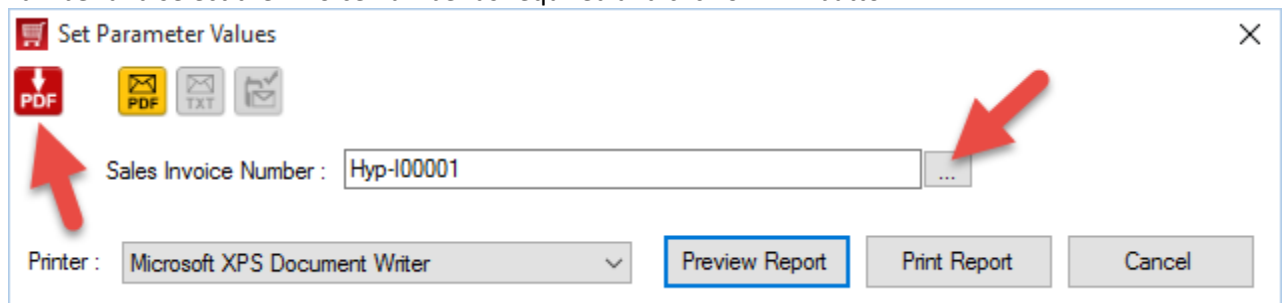 Set Parameter Values
PDF PDF TXT
Sales Invoice Number : Hyp-I00001 ...
Printer : Microsoft XPS Document Writer Preview Report Print Report Cancel